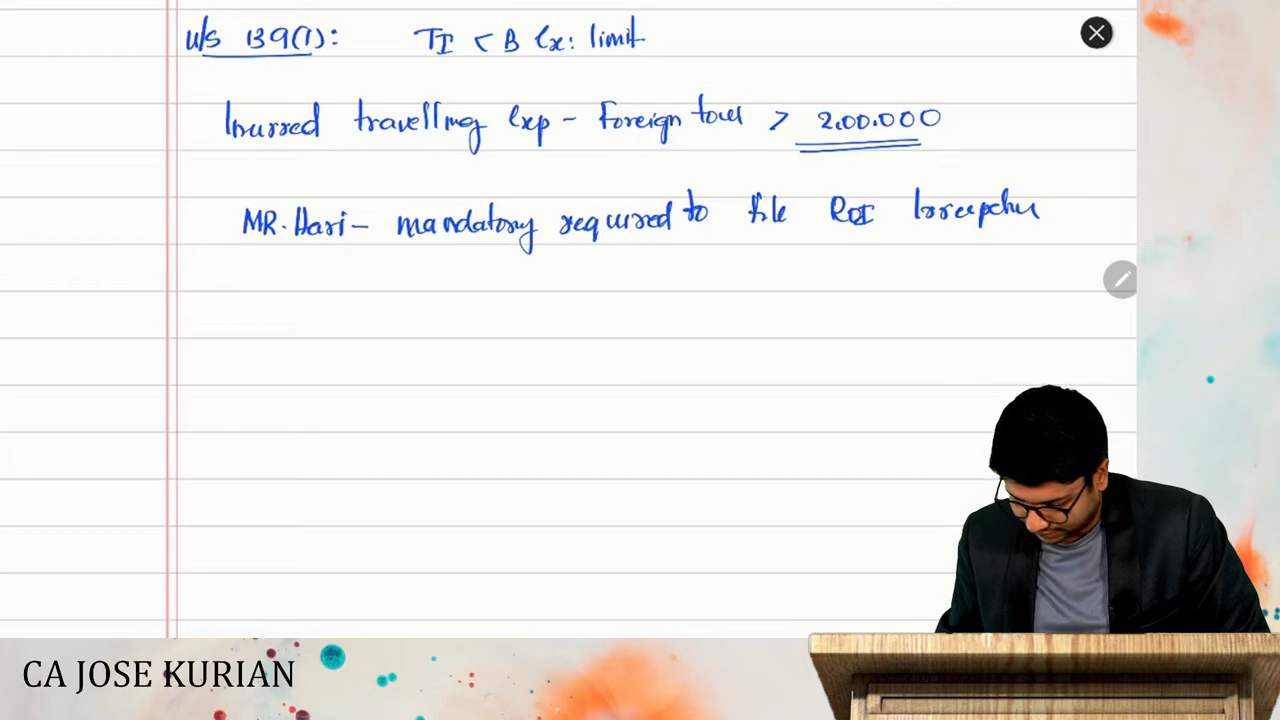 u/s 139(1): TI < B Ex: limit
Incurred travelling Exp - Foreign tour > 2,00,000
MR. Hari - mandatory required to file ROI
CA JOSE KURIAN